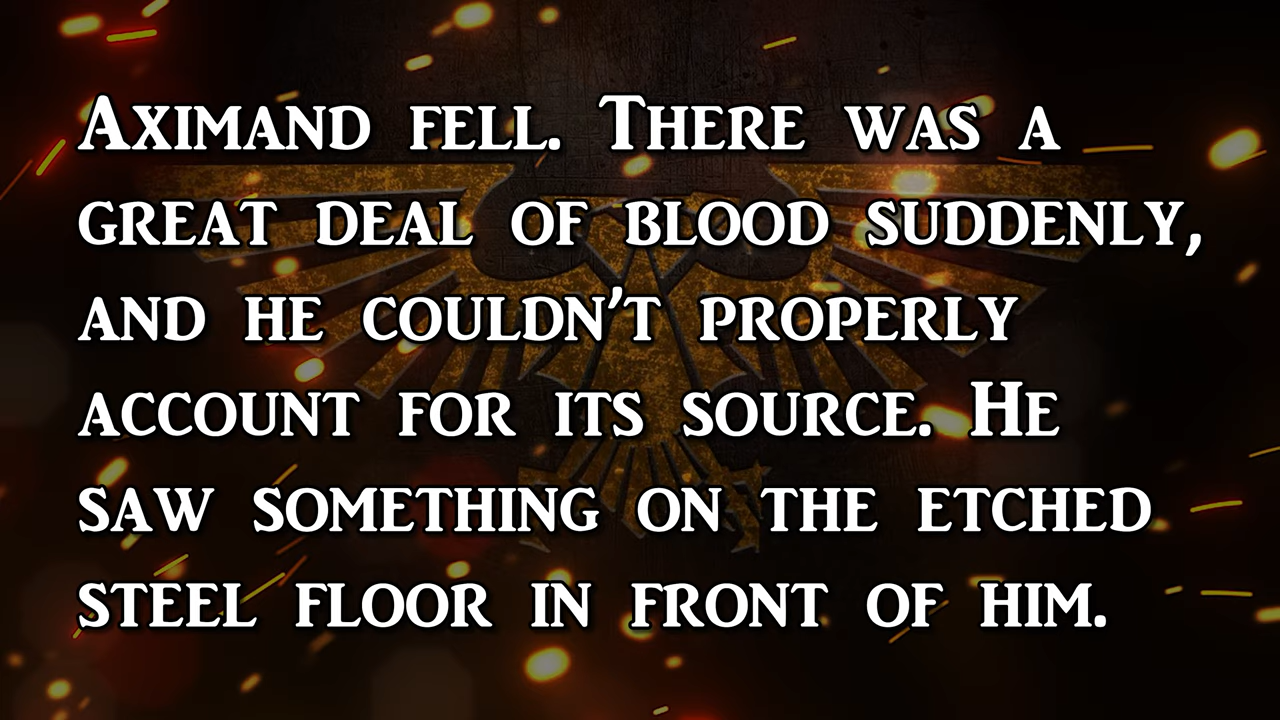 Aximand fell. There was a
great deal of blood suddenly,
and he couldn't properly
account for its source. He
saw something on the etched
steel floor in front of him.